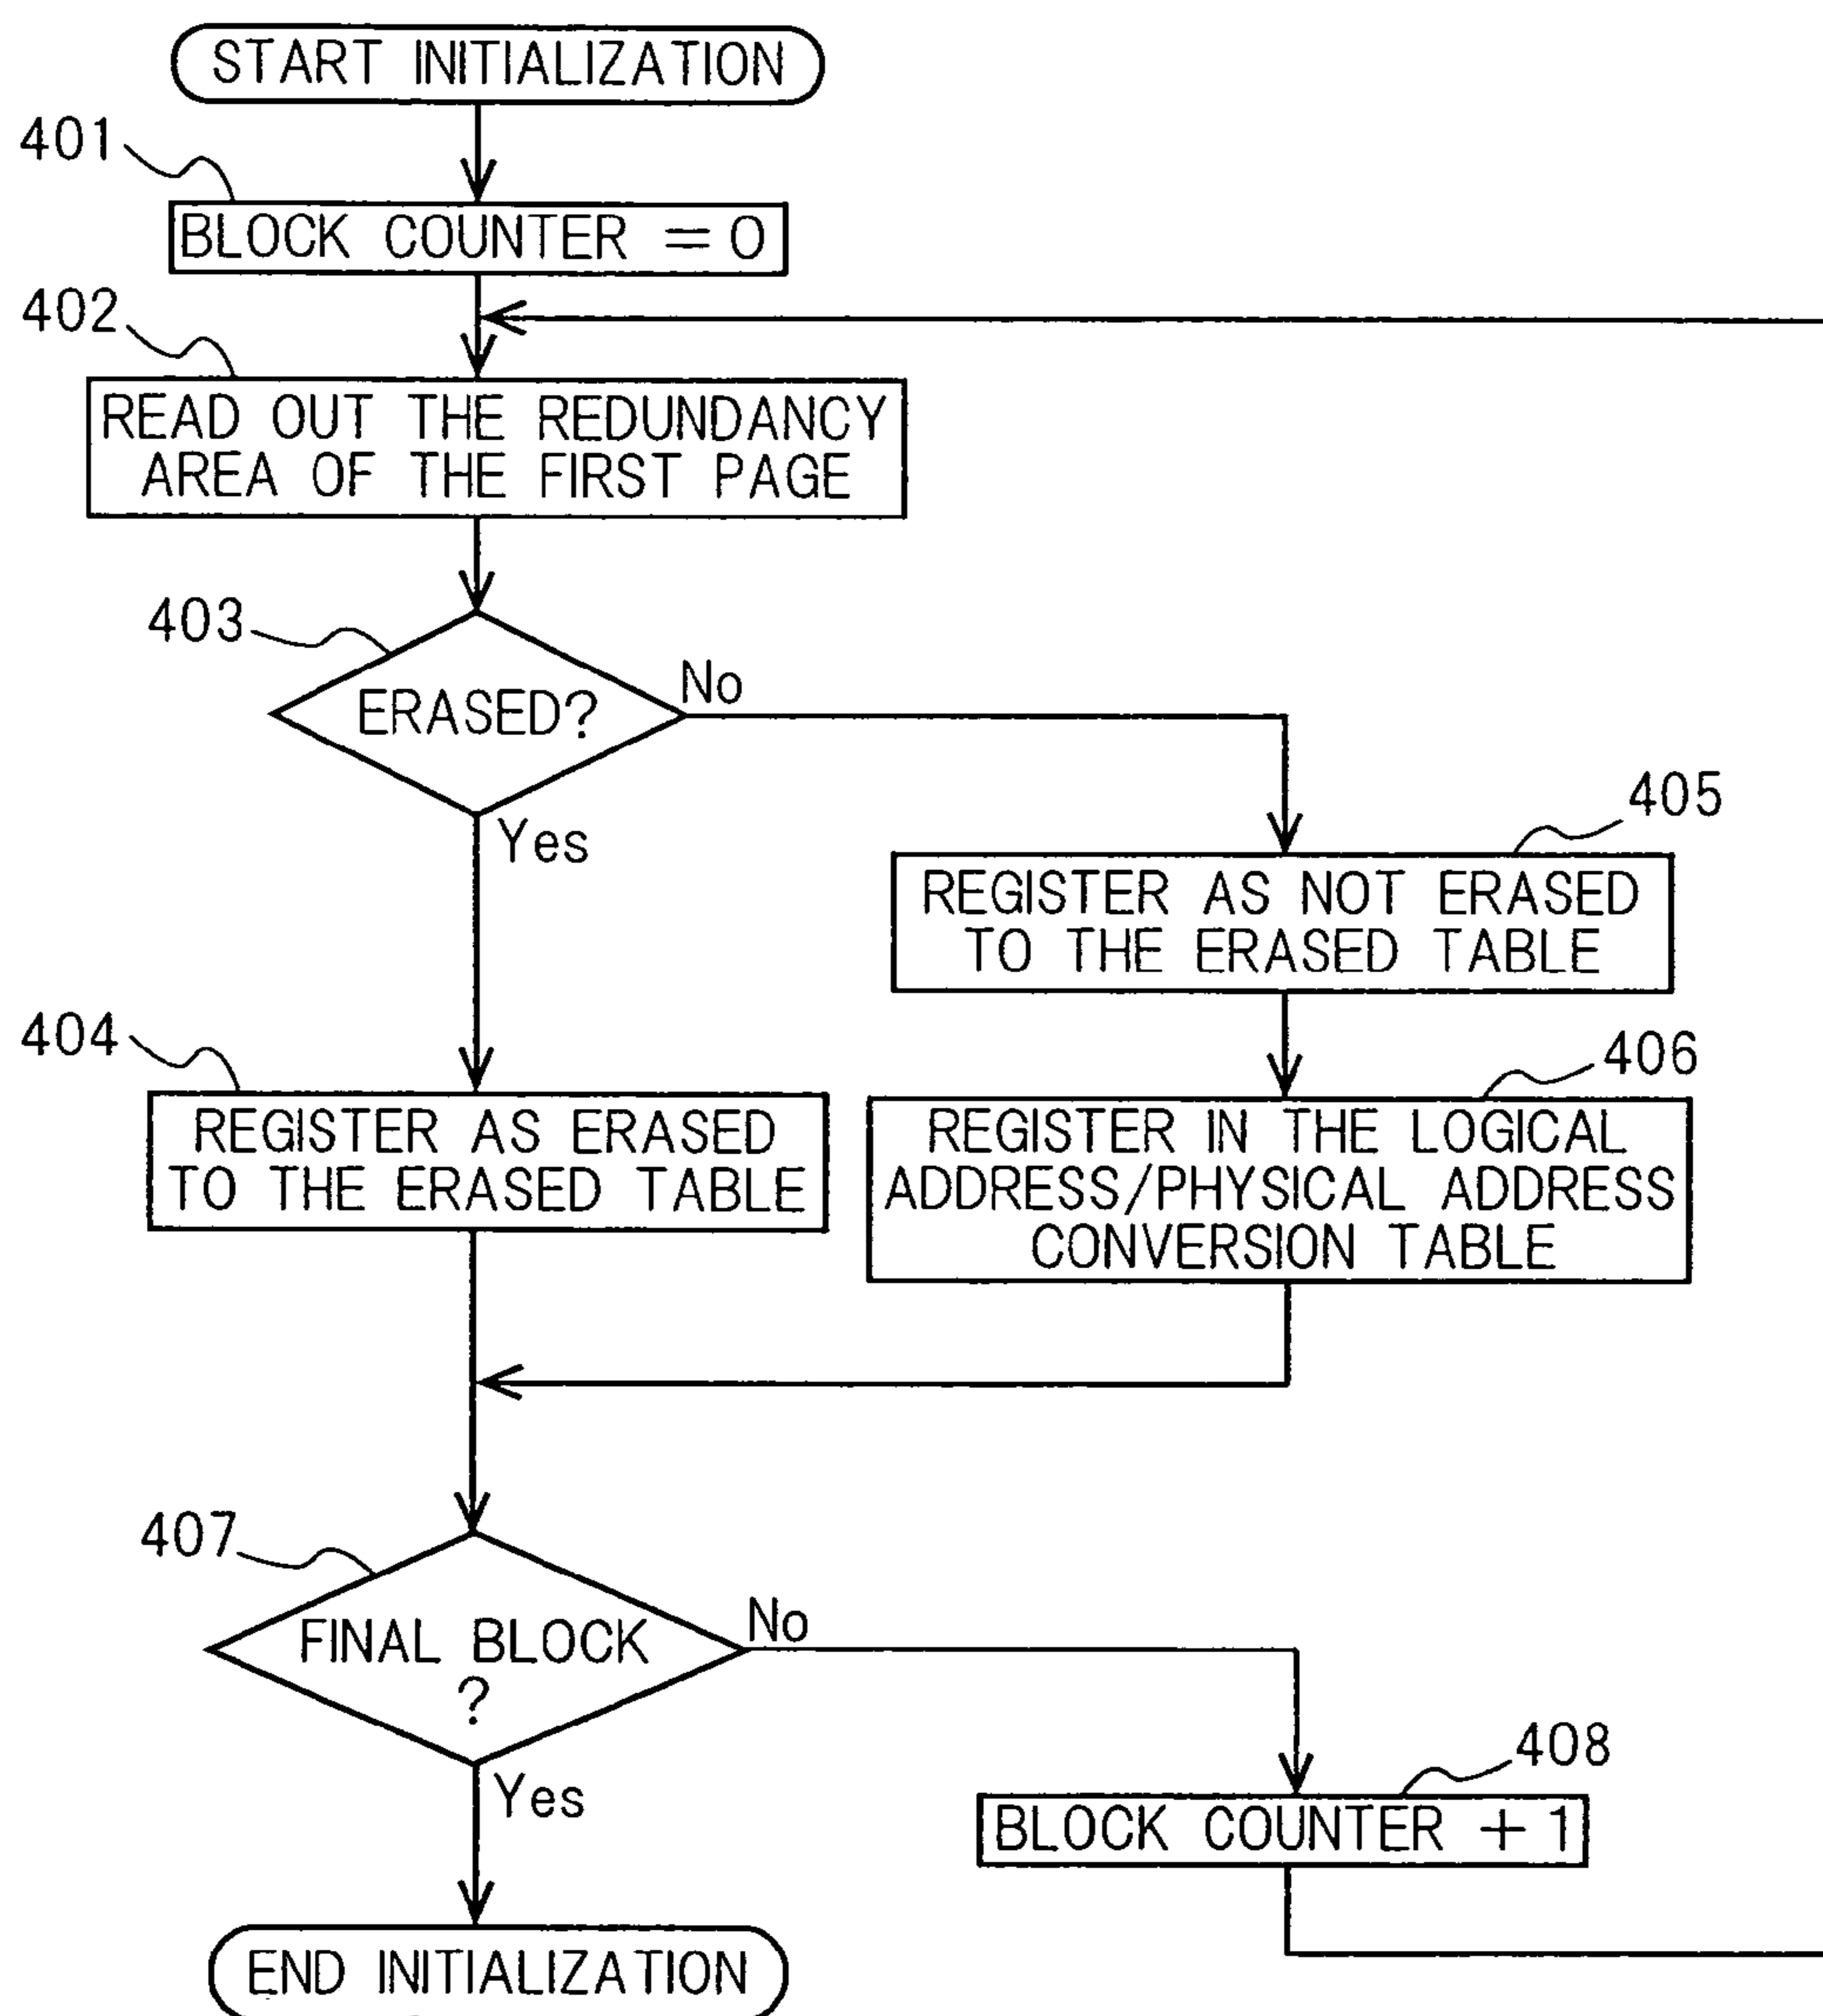 START INITIALIZATION
401
BLOCK COUNTER = 0
402
READ OUT THE REDUNDANCY
AREA OF THE FIRST PAGE
403
ERASED?
No
Yes
405
REGISTER AS NOT ERASED
TO THE ERASED TABLE
404
REGISTER AS ERASED
TO THE ERASED TABLE
406
REGISTER IN THE LOGICAL
ADDRESS/PHYSICAL ADDRESS
CONVERSION TABLE
407
FINAL BLOCK
?
No
Yes
408
BLOCK COUNTER + 1
END INITIALIZATION